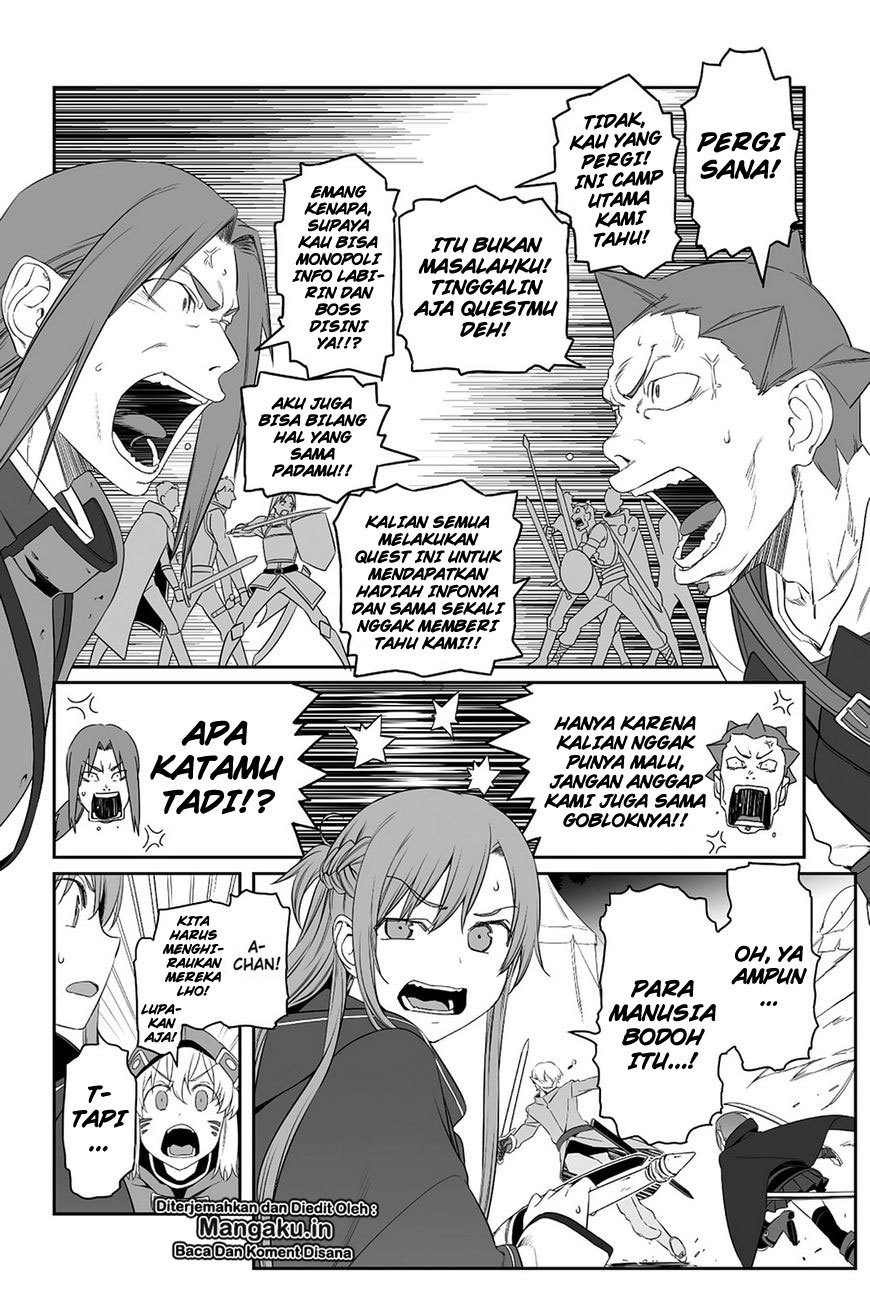 PERGI
SANA!
TIDAK,
KAU YANG
PERGI!
INI CAMP
UTAMA
KAMI
TAHU!
ITU BUKAN
MASALAHKU!
TINGGALIN
AJA QUESTMU
DEH!
EMANG
KENAPA,
SUPAYA
KAU BISA
MONOPOLI
INFO LABI-
RIN DAN
BOSS
DISINI
YA!!?
AKU JUGA
BISA BILANG
HAL YANG
SAMA
PADAMU!!
KALIAN SEMUA
MELAKUKAN
QUEST INI UNTUK
MENDAPATKAN
HADIAH INFONYA
DAN SAMA SEKALI
NGGAK MEMBERI
TAHU KAMI!!
HANYA KARENA
KALIAN NGGAK
PUNYA MALU,
JANGAN ANGGAP
KAMI JUGA SAMA
GOBLOKNYA!!
APA
KATAMU
TADI!?
OH, YA
AMPUN
...
PARA
MANUSIA
BODOH
ITU...!
A-
CHAN!
KITA
HARUS
MENGHI-
RAUKAN
MEREKA
LHO!
LUPA-
KAN
AJA!
T-
TAPI
...
Diterjemahkan dan Diedit Oleh :
Mangaku.in
Baca Dan Koment Disana